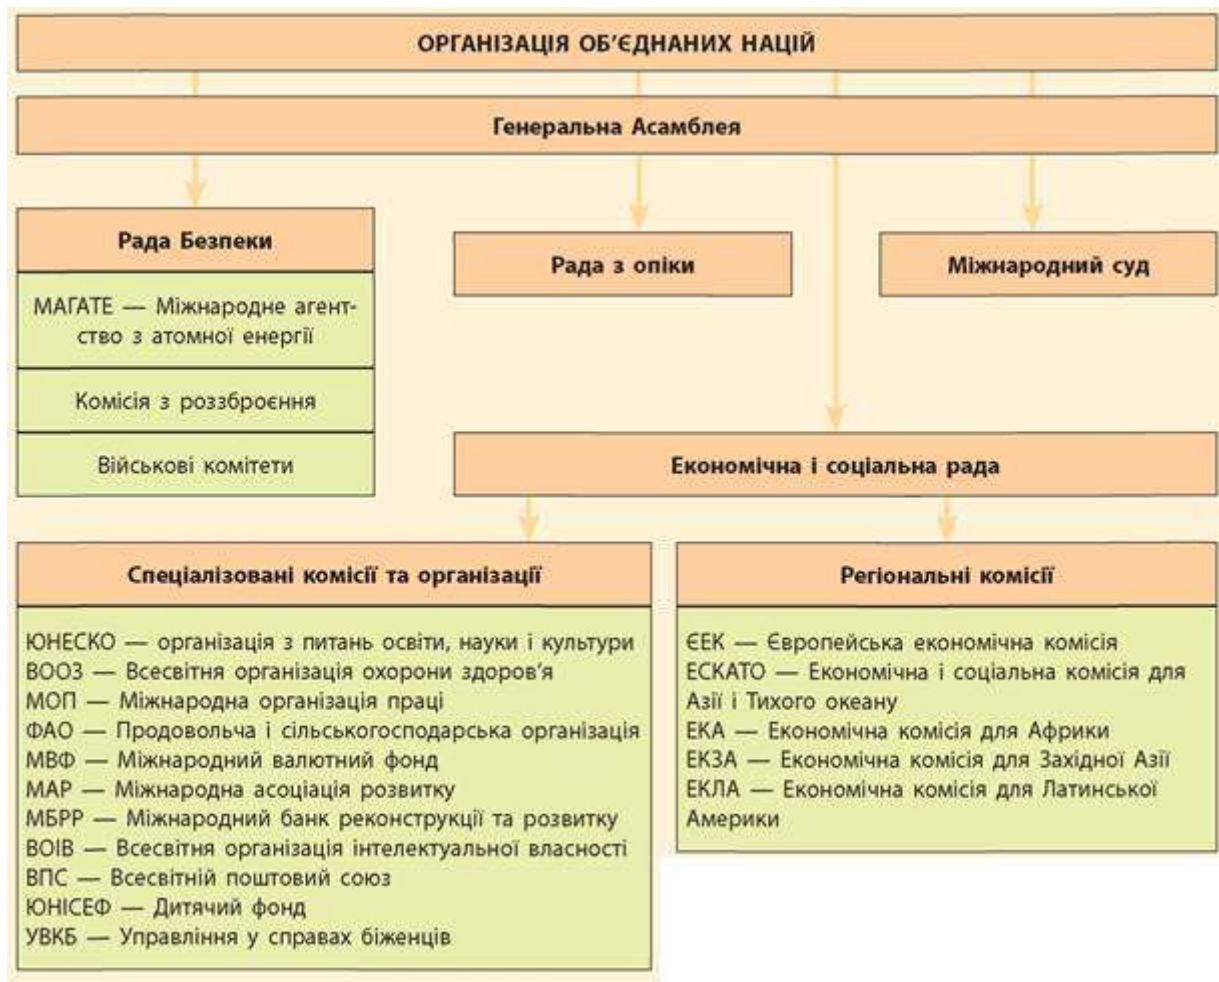 ОРГАНІЗАЦІЯ ОБ’ЄДНАНИХ НАЦІЙ
Генеральна Асамблея
Рада Безпеки
МАГАТЕ — Міжнародне агент-
ство з атомної енергії
Комісія з роззброєння
Військові комітети
Рада з опіки
Міжнародний суд
Економічна і соціальна рада
Спеціалізовані комісії та організації
ЮНЕСКО — організація з питань освіти, науки і культури
ВООЗ — Всесвітня організація охорони здоров’я
МОП — Міжнародна організація праці
ФАО — Продовольча і сільськогосподарська організація
МВФ — Міжнародний валютний фонд
МАР — Міжнародна асоціація розвитку
МБРР — Міжнародний банк реконструкції та розвитку
ВОІВ — Всесвітня організація інтелектуальної власності
ВПС — Всесвітній поштовий союз
ЮНІСЕФ — Дитячий фонд
УВКБ — Управління у справах біженців
Регіональні комісії
ЄЕК — Європейська економічна комісія
ЕСКАТО — Економічна і соціальна комісія для
Азії і Тихого океану
ЕКА — Економічна комісія для Африки
ЕКЗА — Економічна комісія для Західної Азії
ЕКЛА — Економічна комісія для Латинської
Америки